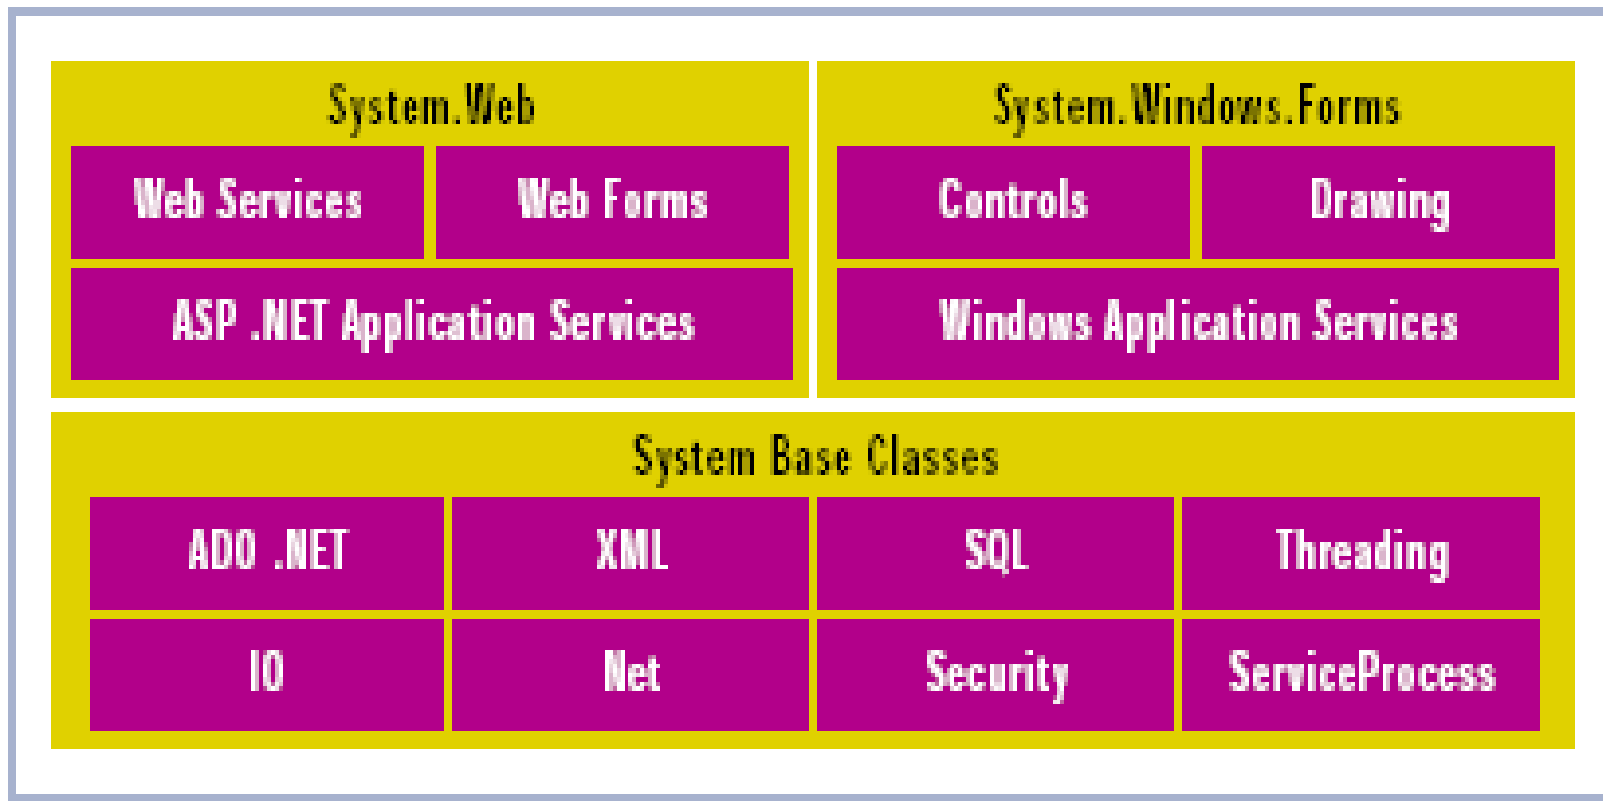 System.Web
Web Services
Web Forms
ASP .NET Application Services
System.Windows.Forms
Controls
Drawing
Windows Application Services
System Base Classes
ADO .NET
XML
SQL
Threading
IO
Net
Security
ServiceProcess